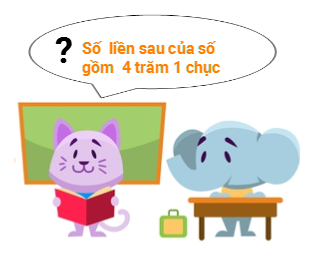 ? Số liền sau của số
gồm 4 trăm 1 chục